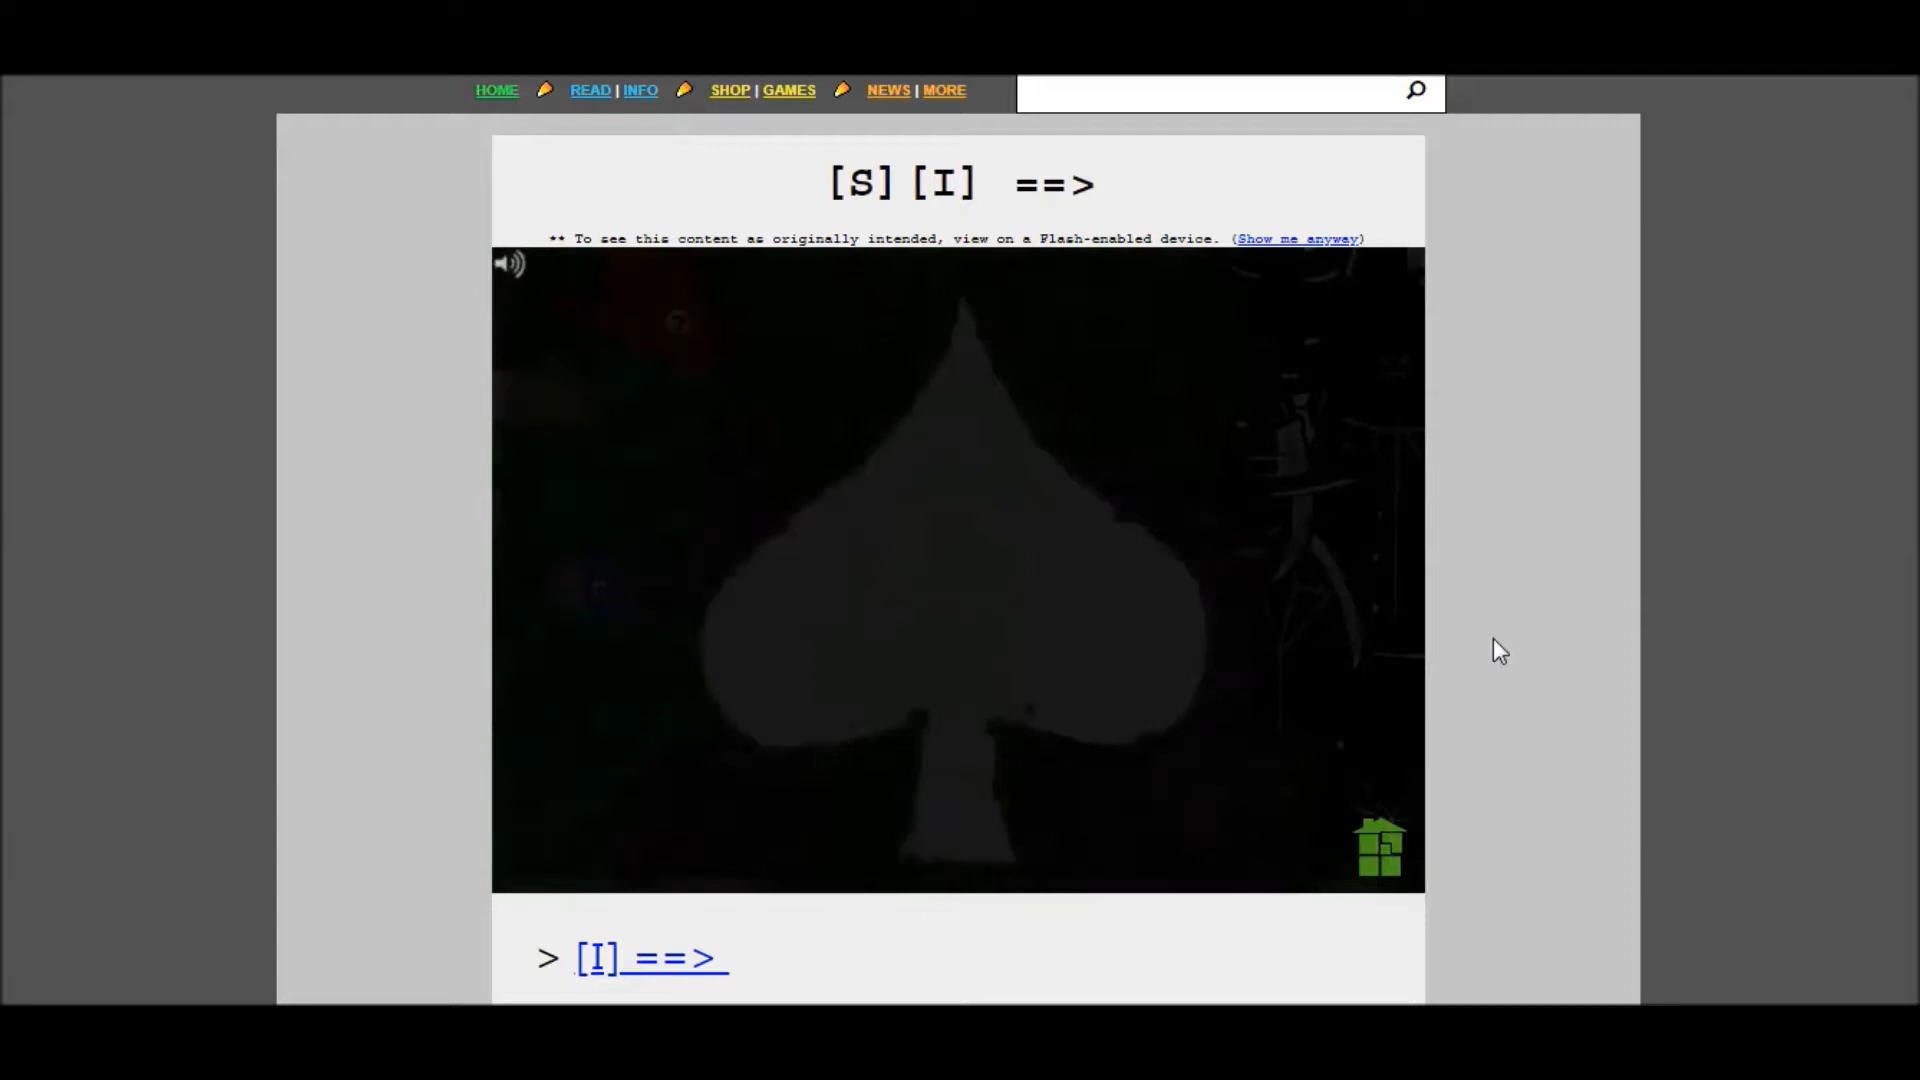 HOME READ | INFO SHOP | GAMES NEWS | MORE
[S][I] ==>
** To see this content as originally intended, view on a Flash-enabled device. (Show me anyway)
> [I] ==>